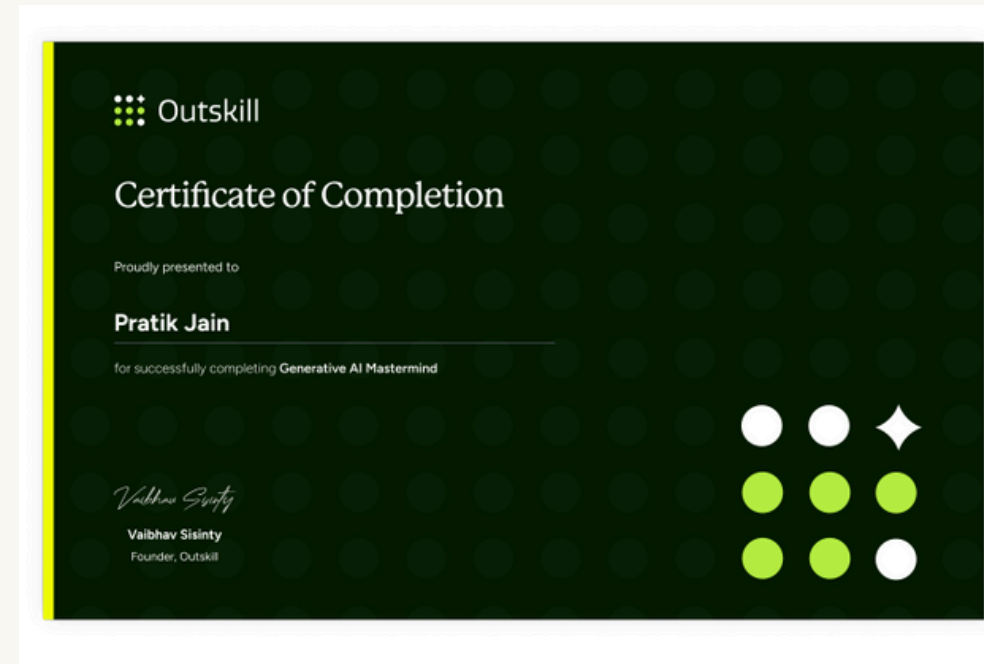 Outskill
Certificate of Completion
Proudly presented to
Pratik Jain
for successfully completing Generative AI Mastermind
Vaibhav Sisinty
Vaibhav Sisinty
Founder, Outskill